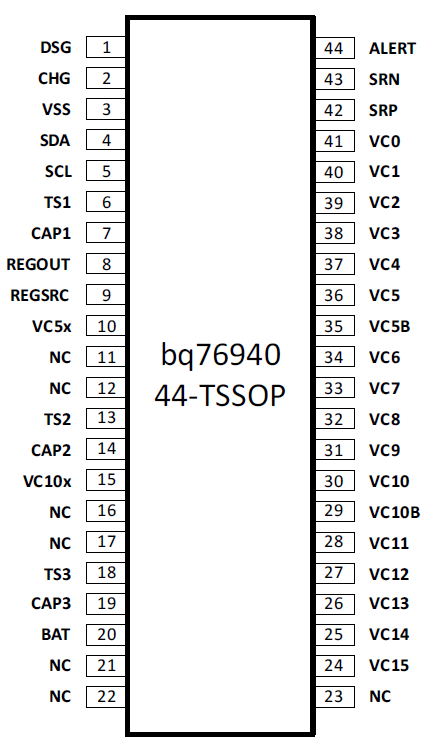 DSG 1 44 ALERT
CHG 2 43 SRN
VSS 3 42 SRP
SDA 4 41 VC0
SCL 5 40 VC1
TS1 6 39 VC2
CAP1 7 38 VC3
REGOUT 8 37 VC4
REGSRC 9 36 VC5
VC5x 10 35 VC5B
NC 11 bq76940 34 VC6
NC 12 44-TSSOP 33 VC7
TS2 13 32 VC8
CAP2 14 31 VC9
VC10x 15 30 VC10
NC 16 29 VC10B
NC 17 28 VC11
TS3 18 27 VC12
CAP3 19 26 VC13
BAT 20 25 VC14
NC 21 24 VC15
NC 22 23 NC